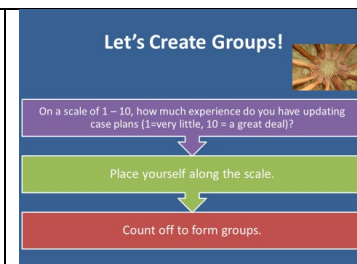 Let's Create Groups!
On a scale of 1 – 10, how much experience do you have updating
case plans (1=very little, 10 = a great deal)?
Place yourself along the scale.
Count off to form groups.